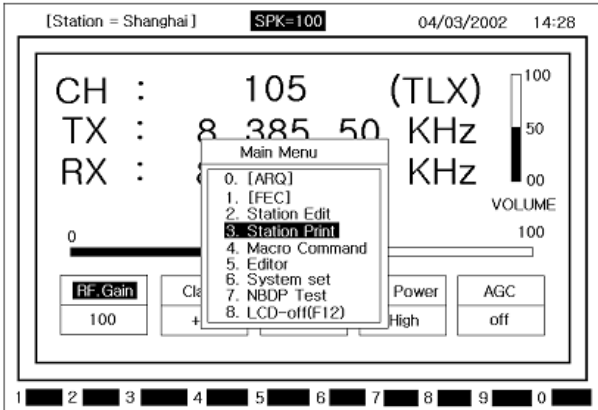 [Station = Shanghai] SPK=100 04/03/2002 14:28
CH : 105 (TLX)
TX : 8 385 50 KHz
RX : KHz
100
50
00
VOLUME
0 100
Main Menu
0. [ARQ]
1. [FEC]
2. Station Edit
3. Station Print
4. Macro Command
5. Editor
6. System set
7. NBDP Test
8. LCD-off(F12)
RF.Gain Power AGC
100 High off
1 2 3 4 5 6 7 8 9 0